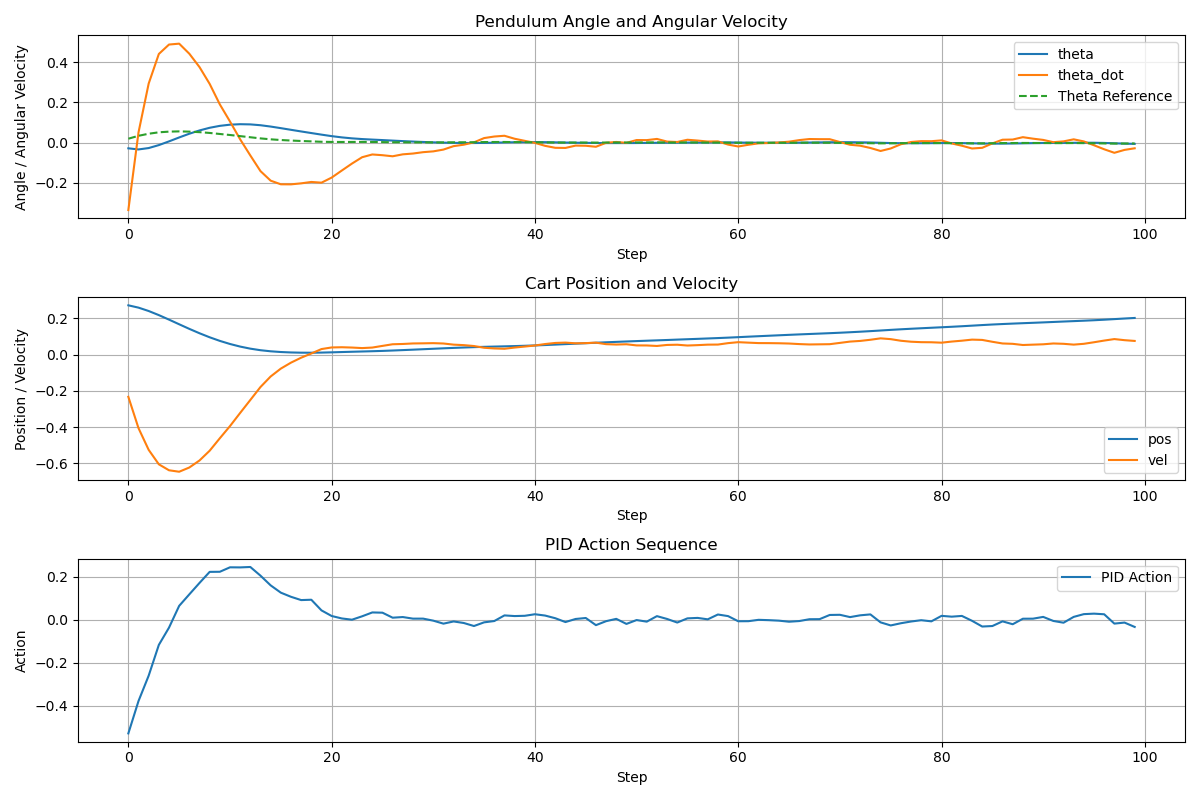 Pendulum Angle and Angular Velocity
Angle / Angular Velocity
0.4
0.2
0.0
−0.2
theta
theta_dot
Theta Reference
0 20 40 60 80 100
Step
Cart Position and Velocity
Position / Velocity
0.2
0.0
−0.2
−0.4
−0.6
pos
vel
0 20 40 60 80 100
Step
PID Action Sequence
Action
0.2
0.0
−0.2
−0.4
PID Action
0 20 40 60 80 100
Step